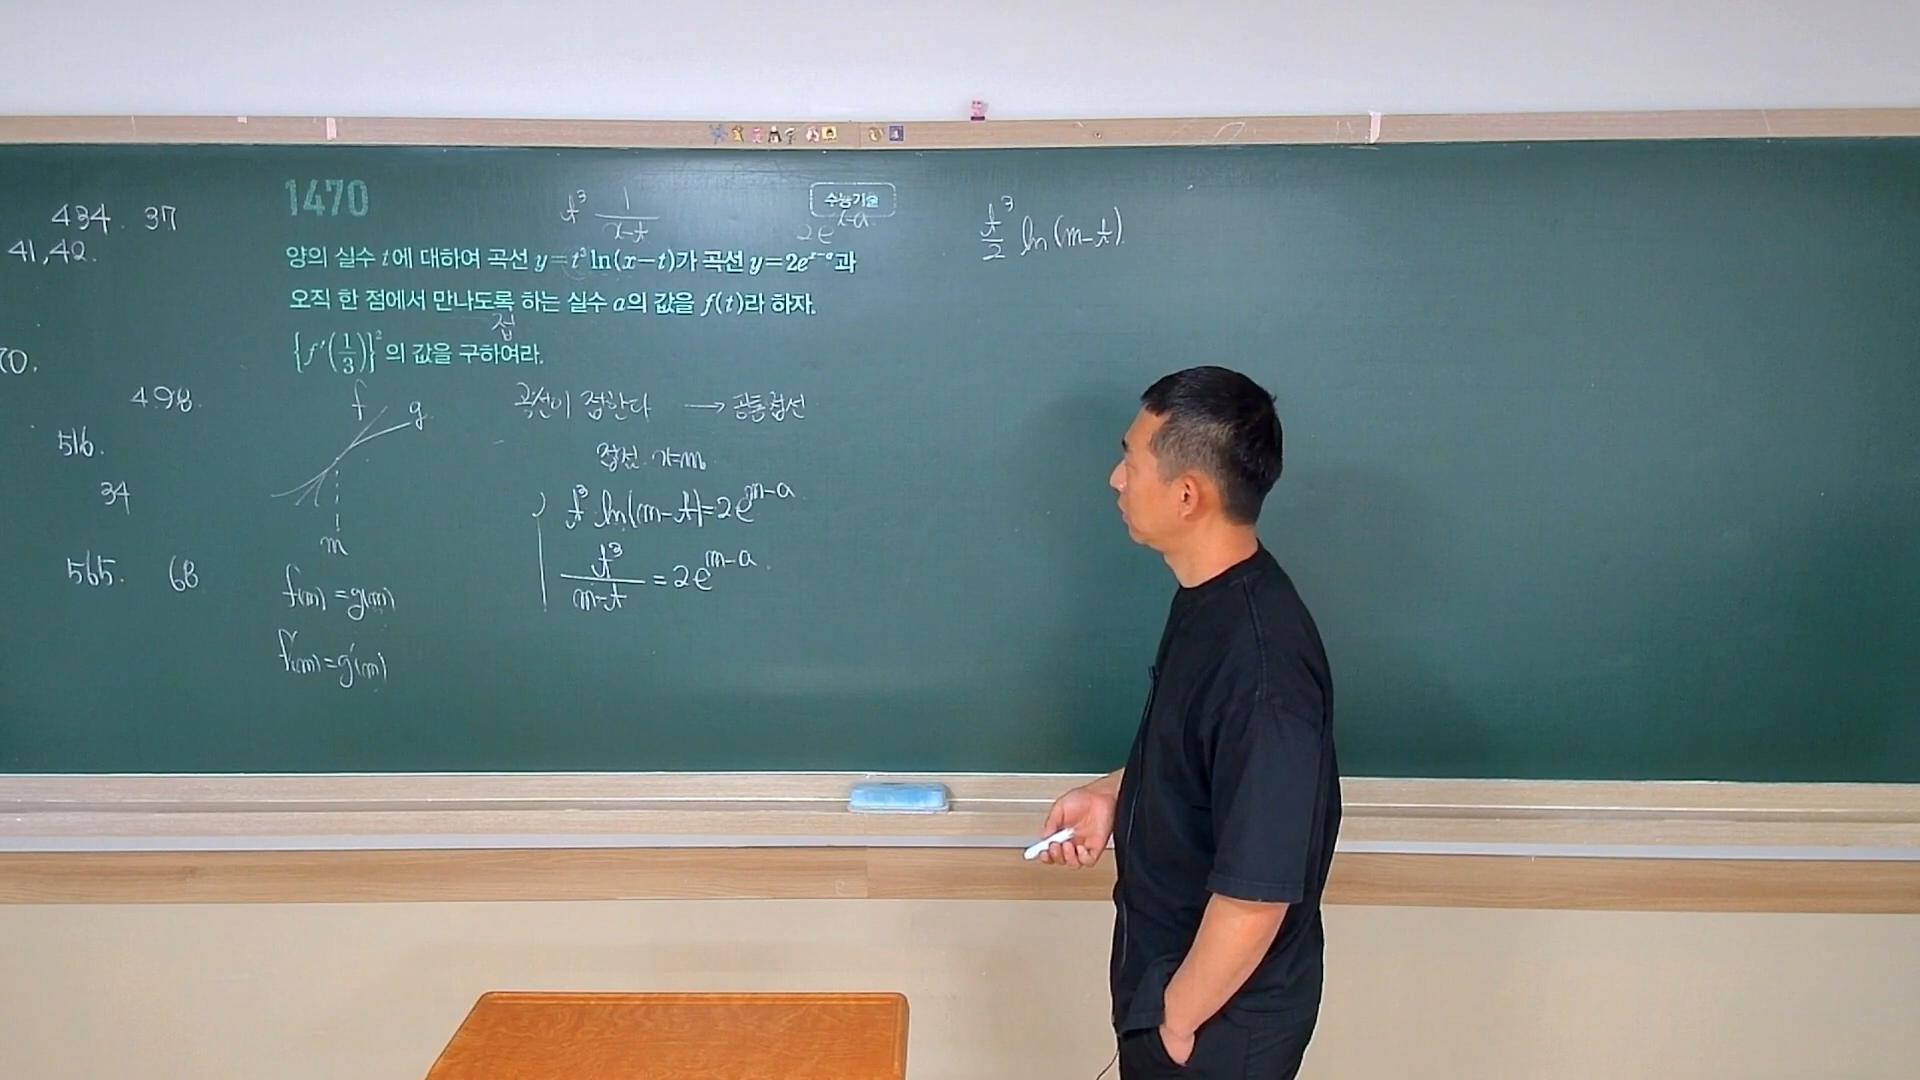 434. 37
41,42.
70.
498.
516.
34
565. 68
1470
수능기출
t³ 1/(x-t)
2e^(x-a)
양의 실수 t에 대하여 곡선 y=t³ln(x-t)가 곡선 y=2e^(x-a)과
오직 한 점에서 만나도록 하는 실수 a의 값을 f(t)라 하자.
접
{f'(1/3)}²의 값을 구하여라.
f g
m
f(m)=g(m)
f'(m)=g'(m)
곡선이 접한다 → 공통접선
접점 x=m
t³ ln(m-t)=2e^(m-a)
t³/(m-t)=2e^(m-a)
t³/2 ln(m-t)